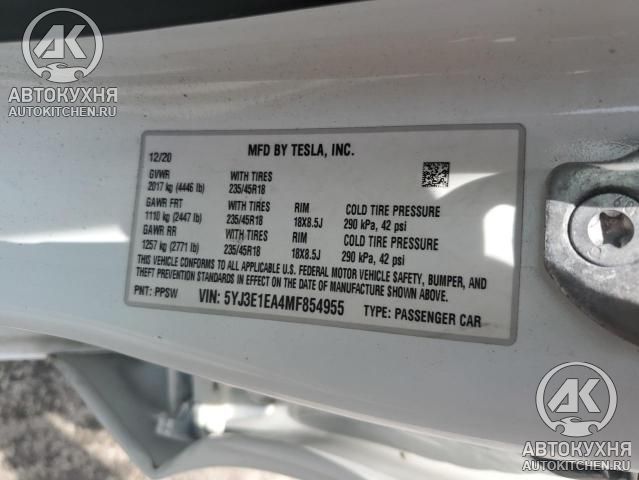 АК
АВТОКУХНЯ
AUTOKITCHEN.RU
MFD BY TESLA, INC.
12/20
GVWR WITH TIRES
2017 kg (4446 lb) 235/45R18
GAWR FRT WITH TIRES RIM COLD TIRE PRESSURE
1110 kg (2447 lb) 235/45R18 18X8.5J 290 kPa, 42 psi
GAWR RR WITH TIRES RIM COLD TIRE PRESSURE
1257 kg (2771 lb) 235/45R18 18X8.5J 290 kPa, 42 psi
THIS VEHICLE CONFORMS TO ALL APPLICABLE U.S. FEDERAL MOTOR VEHICLE SAFETY, BUMPER, AND
THEFT PREVENTION STANDARDS IN EFFECT ON THE DATE OF MANUFACTURE SHOWN ABOVE.
PNT: PPSW VIN: 5YJ3E1EA4MF854955 TYPE: PASSENGER CAR
АК
АВТОКУХНЯ
AUTOKITCHEN.RU